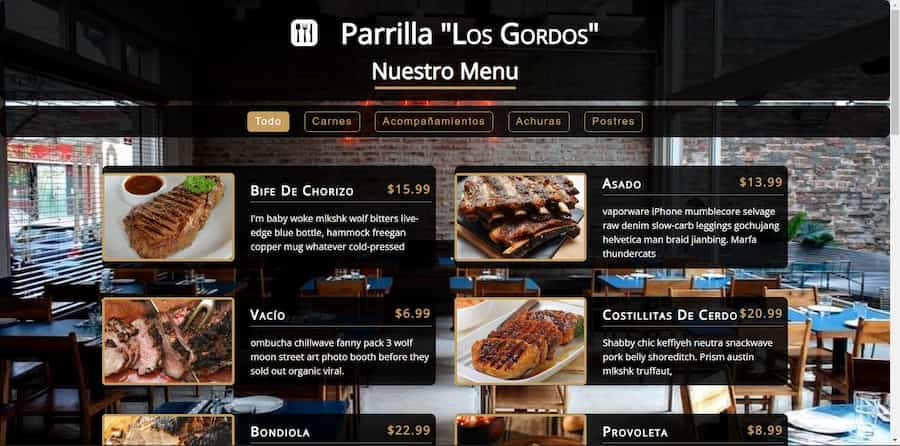 Parrilla "Los Gordos"
Nuestro Menu
Todo
Carnes
Acompañamientos
Achuras
Postres
Bife De Chorizo $15.99
I'm baby woke mlkshk wolf bitters live-
edge blue bottle, hammock freegan
copper mug whatever cold-pressed
Asado $13.99
vaporware iPhone mumblecore selvage
raw denim slow-carb leggings gochujang
helvetica man braid jianbing. Marfa
thundercats
Vacío $6.99
ombucha chillwave fanny pack 3 wolf
moon street art photo booth before they
sold out organic viral.
Costillitas De Cerdo $20.99
Shabby chic keffiyeh neutra snackwave
pork belly shoreditch. Prism austin
mlkshk truffaut,
Bondiola $22.99
Provoleta $8.99